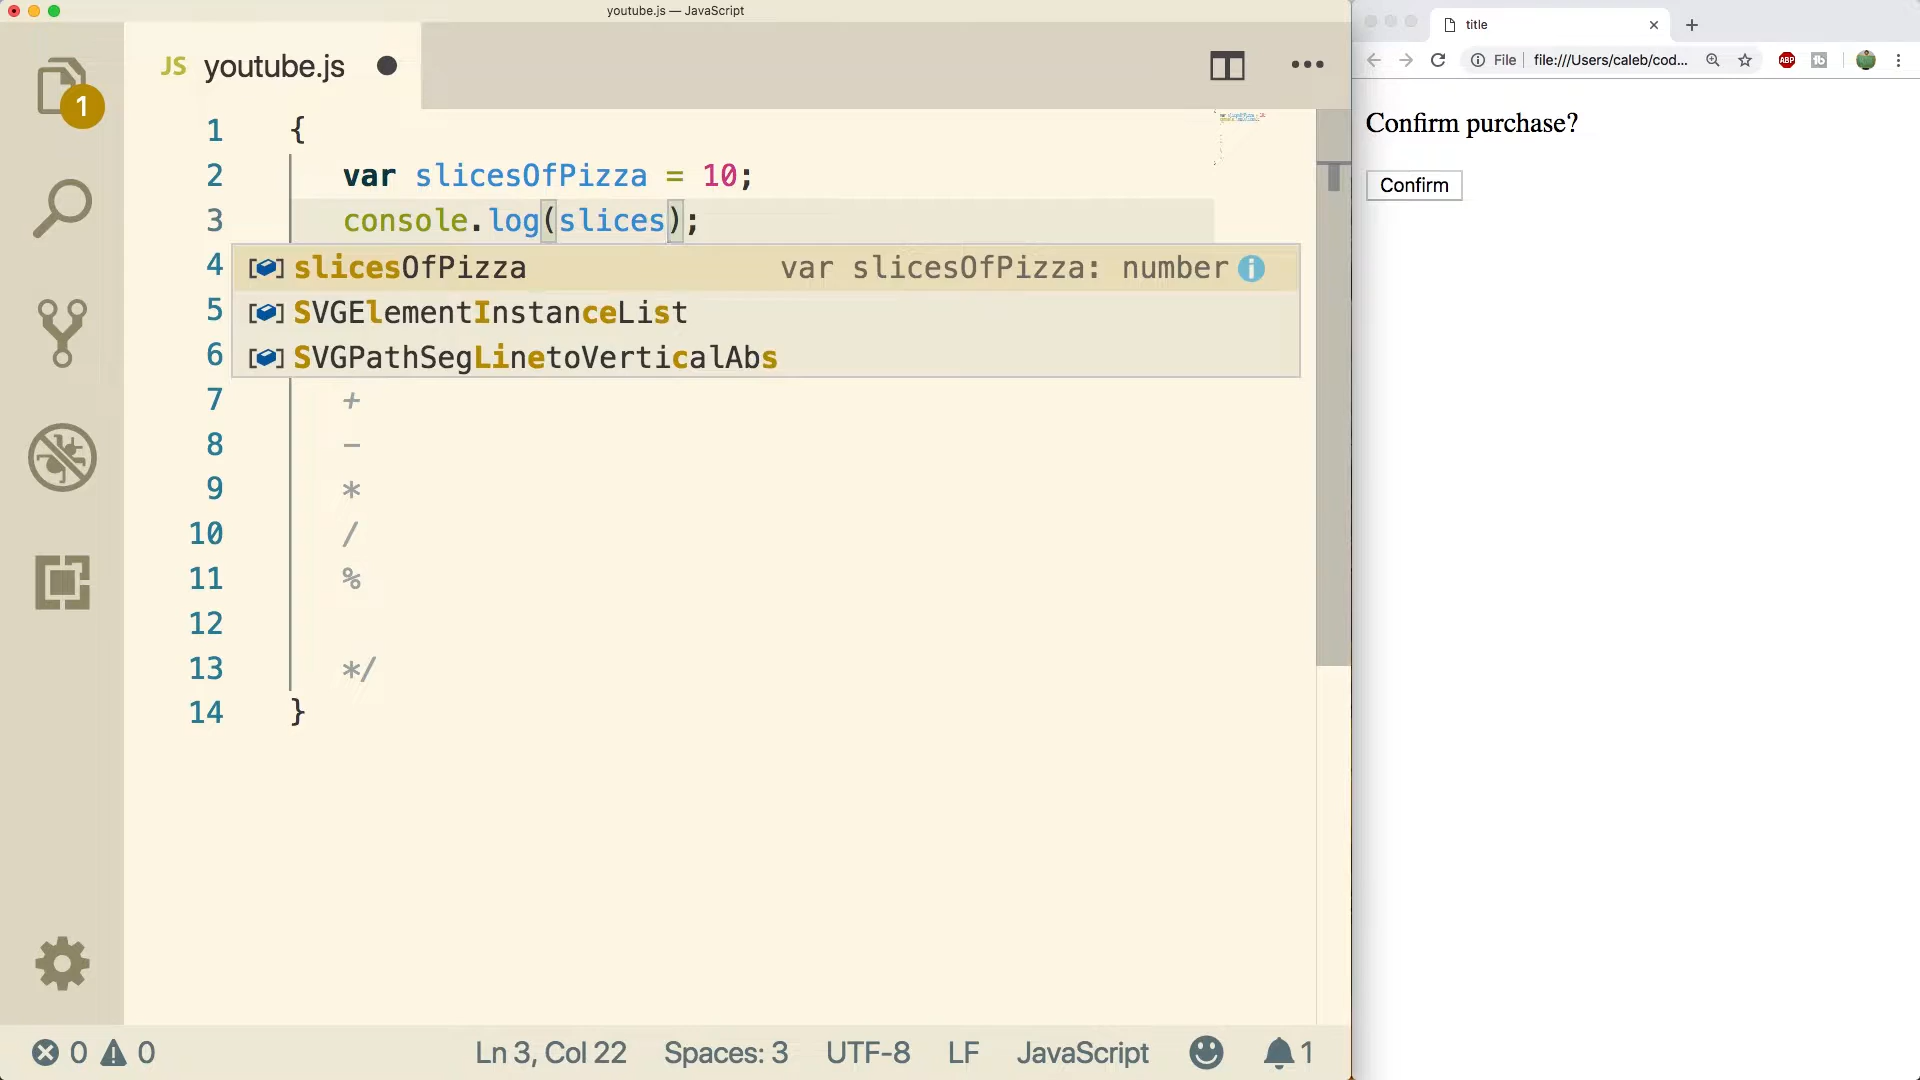 youtube.js — JavaScript
JS youtube.js
1 {
2 var slicesOfPizza = 10;
3 console.log(slices);
4 slicesOfPizza var slicesOfPizza: number
5 SVGElementInstanceList
6 SVGPathSegLinetoVerticalAbs
7 +
8 -
9 *
10 /
11 %
12
13 */
14 }
1
0 0 Ln 3, Col 22 Spaces: 3 UTF-8 LF JavaScript 1
title
File file:///Users/caleb/cod...
ABP
Confirm purchase?
Confirm